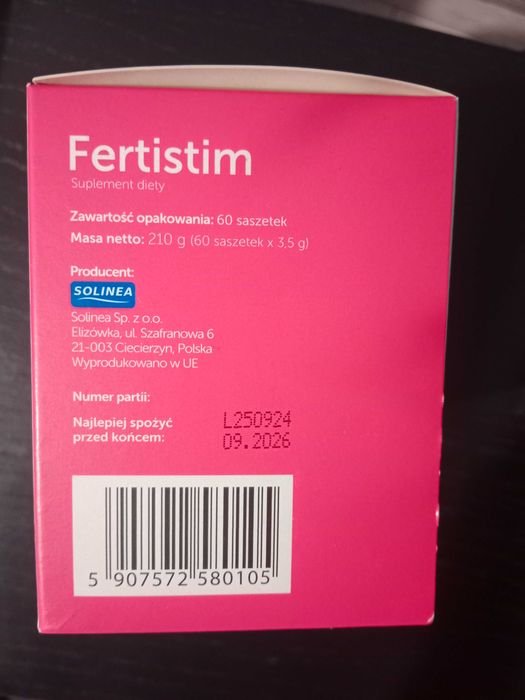 Fertistim
Suplement diety
Zawartość opakowania: 60 saszetek
Masa netto: 210 g (60 saszetek x 3,5 g)
Producent:
SOLINEA
Solinea Sp. z o.o.
Elizówka, ul. Szafranowa 6
21-003 Ciecierzyn, Polska
Wyprodukowano w UE
Numer partii:
Najlepiej spożyć L250924
przed końcem: 09.2026
5 907572 580105